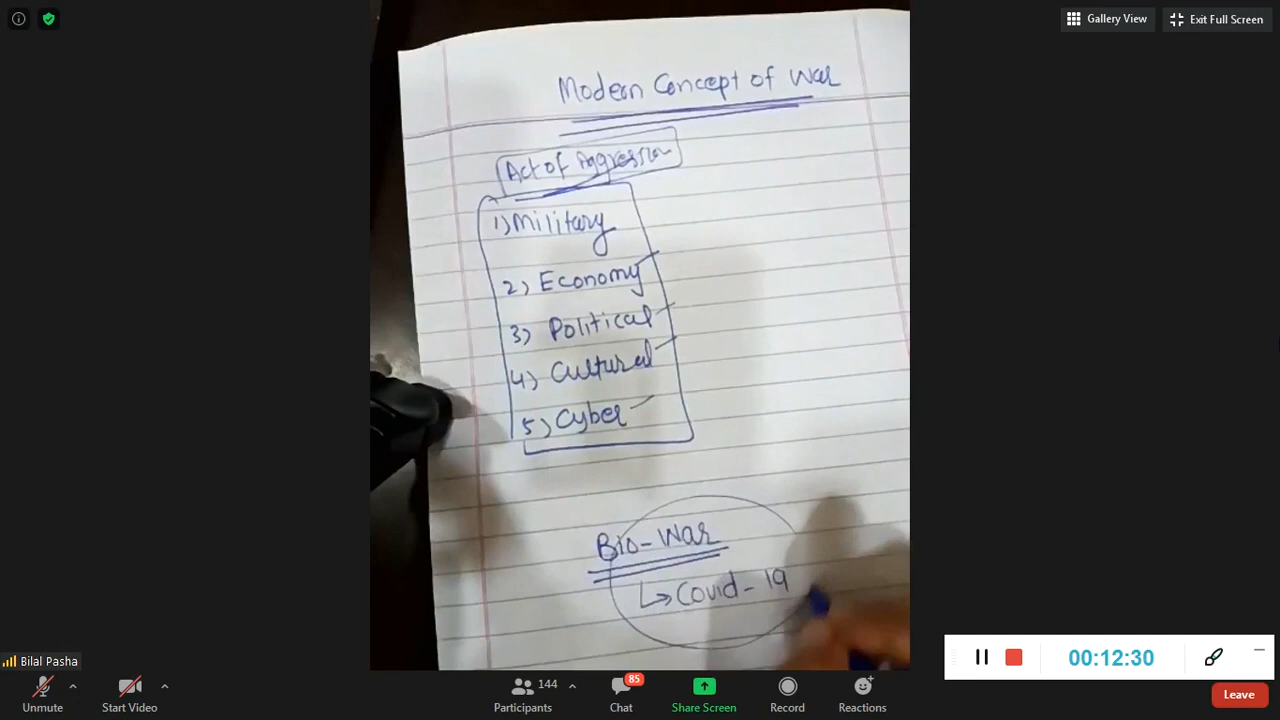 Gallery View
Exit Full Screen
Modern Concept of war
Act of Aggression
1) Military
2) Economy
3) Political
4) Cultural
5) Cyber
Bio-War
↳ Covid-19
Bilal Pasha
00:12:30
Unmute
Start Video
144
Participants
85
Chat
Share Screen
Record
Reactions
Leave